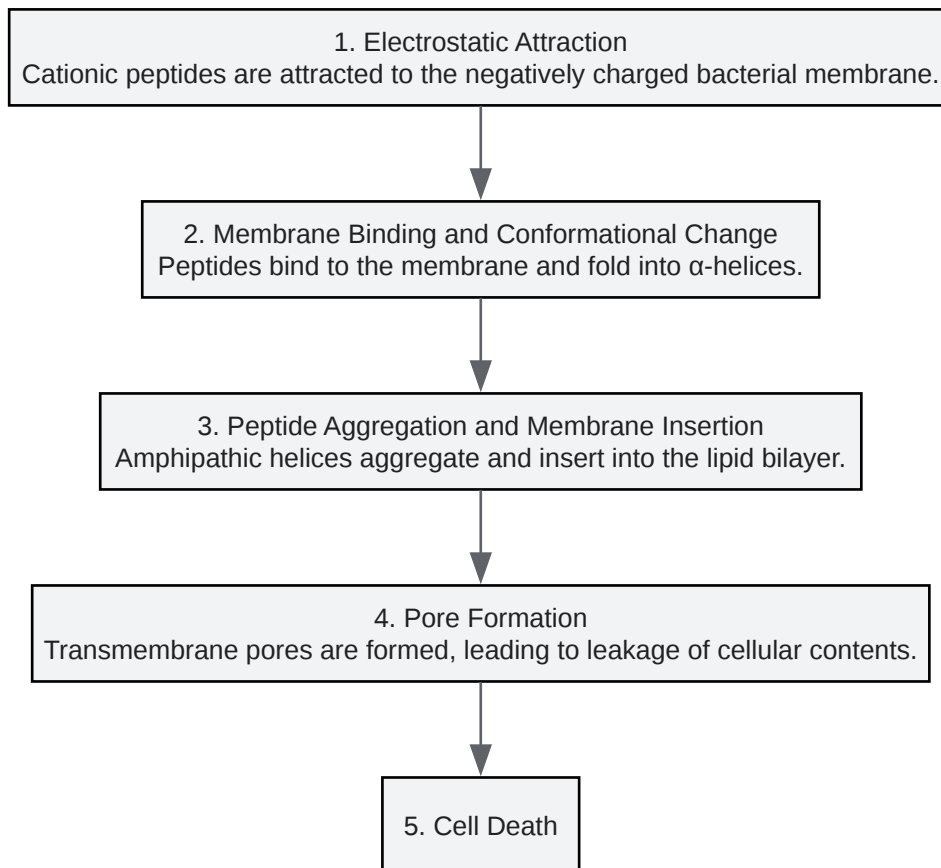 1. Electrostatic Attraction
Cationic peptides are attracted to the negatively charged bacterial membrane.
2. Membrane Binding and Conformational Change
Peptides bind to the membrane and fold into α-helices.
3. Peptide Aggregation and Membrane Insertion
Amphipathic helices aggregate and insert into the lipid bilayer.
4. Pore Formation
Transmembrane pores are formed, leading to leakage of cellular contents.
5. Cell Death